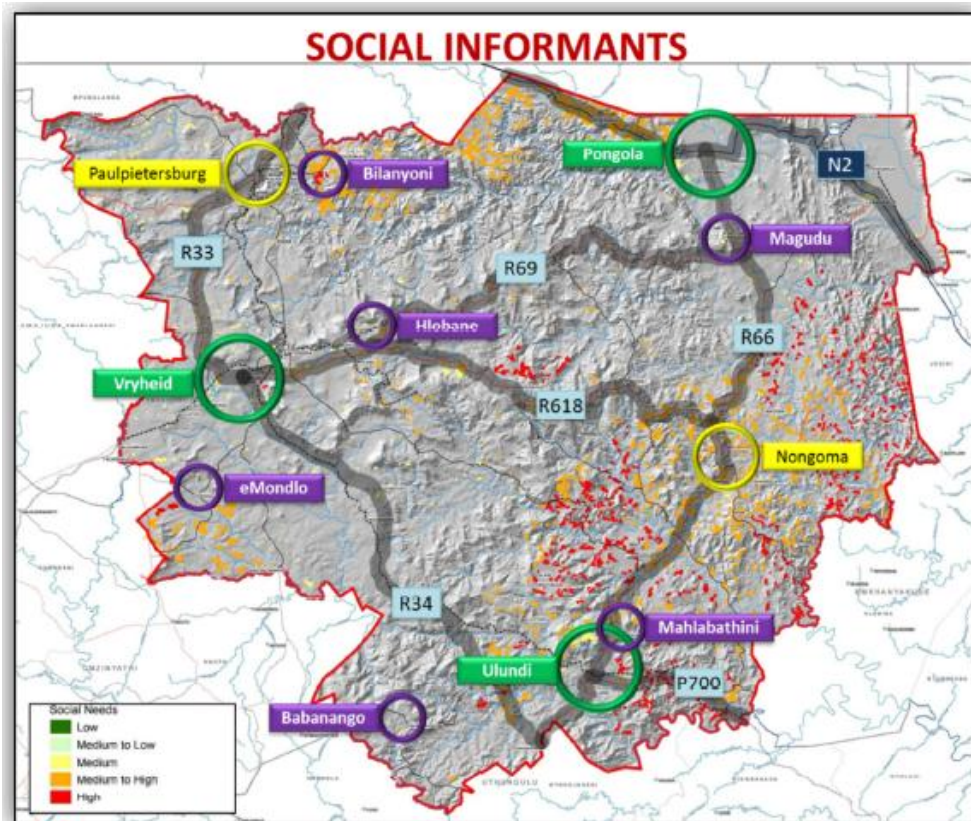 SOCIAL INFORMANTS
Pongola
N2
Paulpietersburg
Bilanyoni
Magudu
R33
R69
Hlobane
R66
Vryheid
R618
Nongoma
eMondlo
R34
Mahlabathini
Ulundi
P700
Babanango
Social Needs
Low
Medium to Low
Medium
Medium to High
High